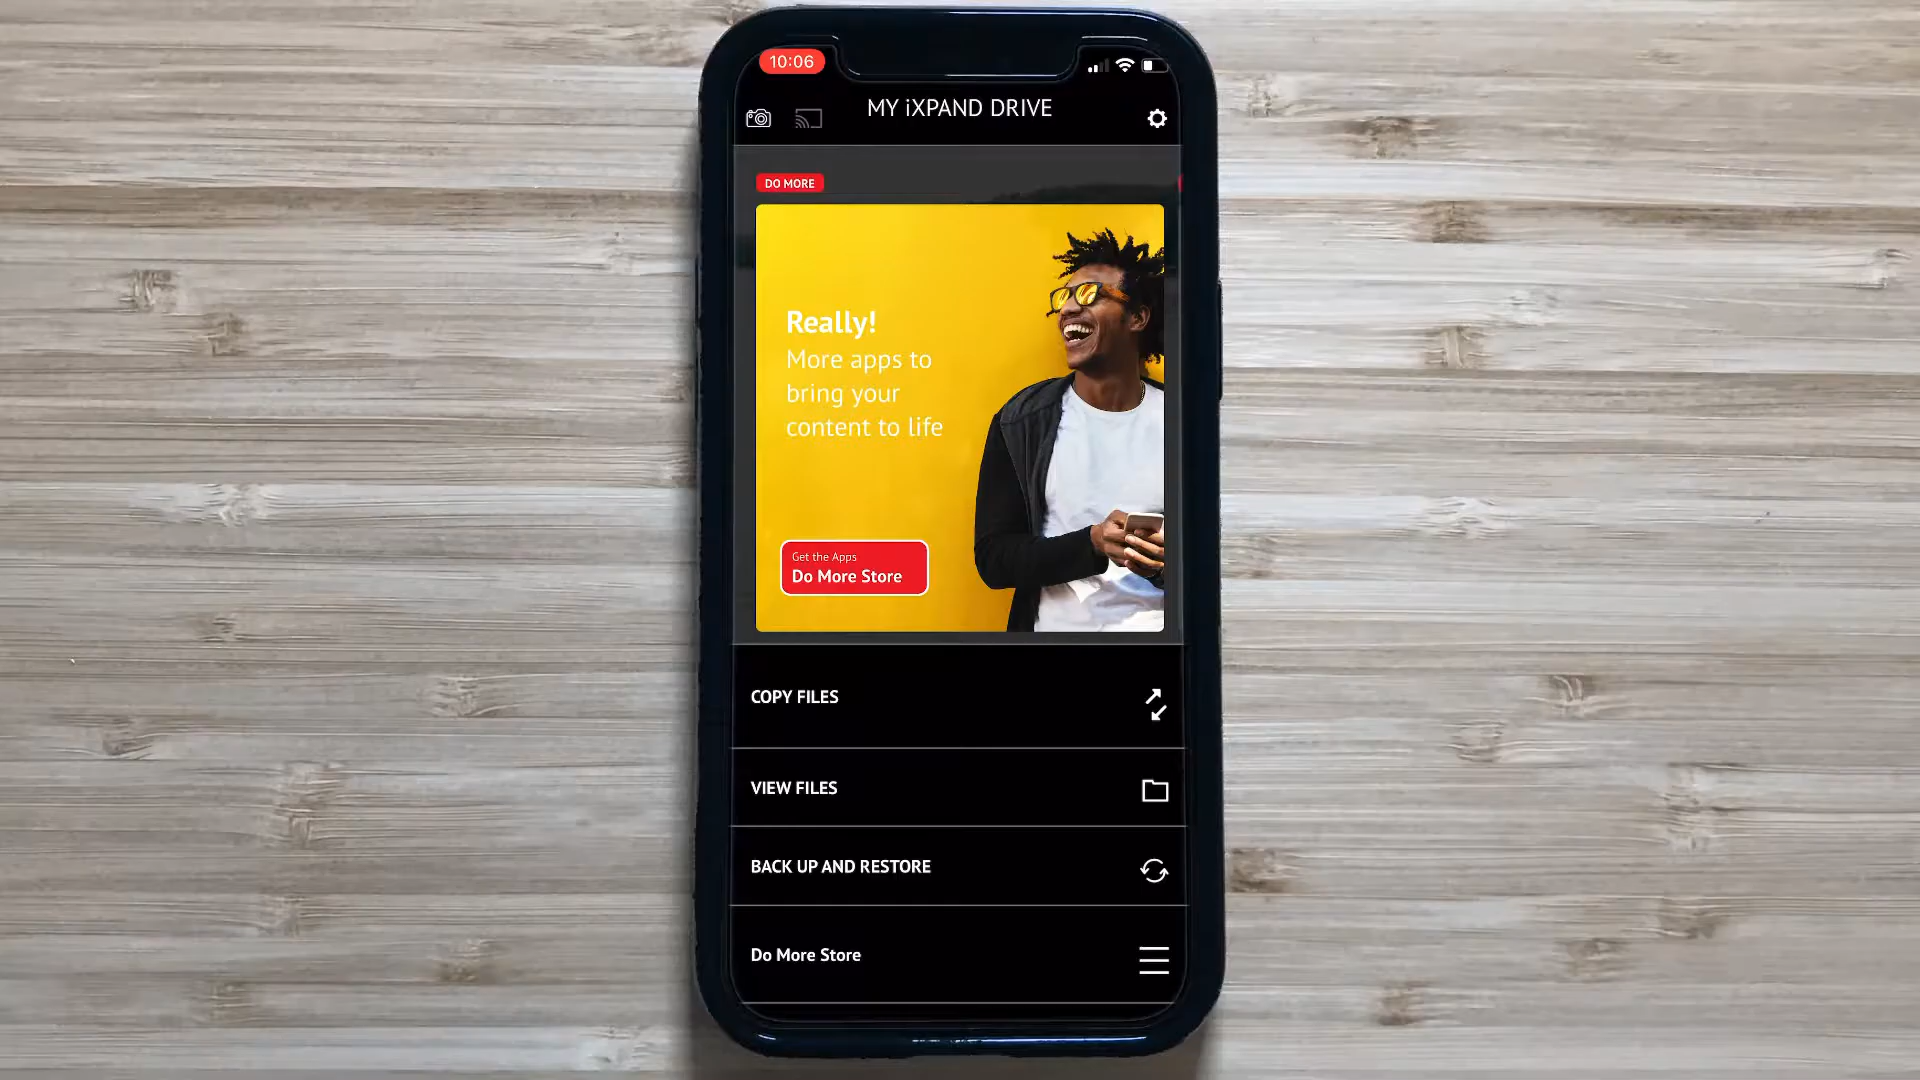 10:06
MY iXPAND DRIVE
DO MORE
Really!
More apps to
bring your
content to life
Get the Apps
Do More Store
COPY FILES
VIEW FILES
BACK UP AND RESTORE
Do More Store